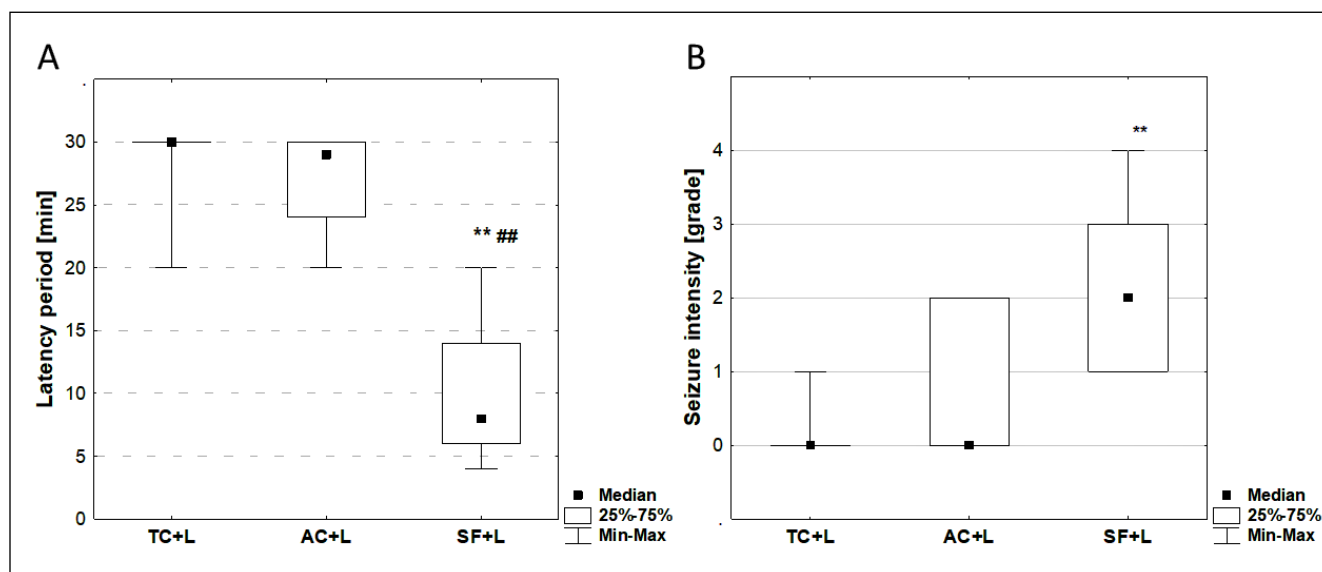 A
Latency period [min]
30
25
20
15
10
5
0
** ##
TC+L AC+L SF+L
Median
25%-75%
Min-Max
B
Seizure intensity [grade]
4
3
2
1
0
**
TC+L AC+L SF+L
Median
25%-75%
Min-Max